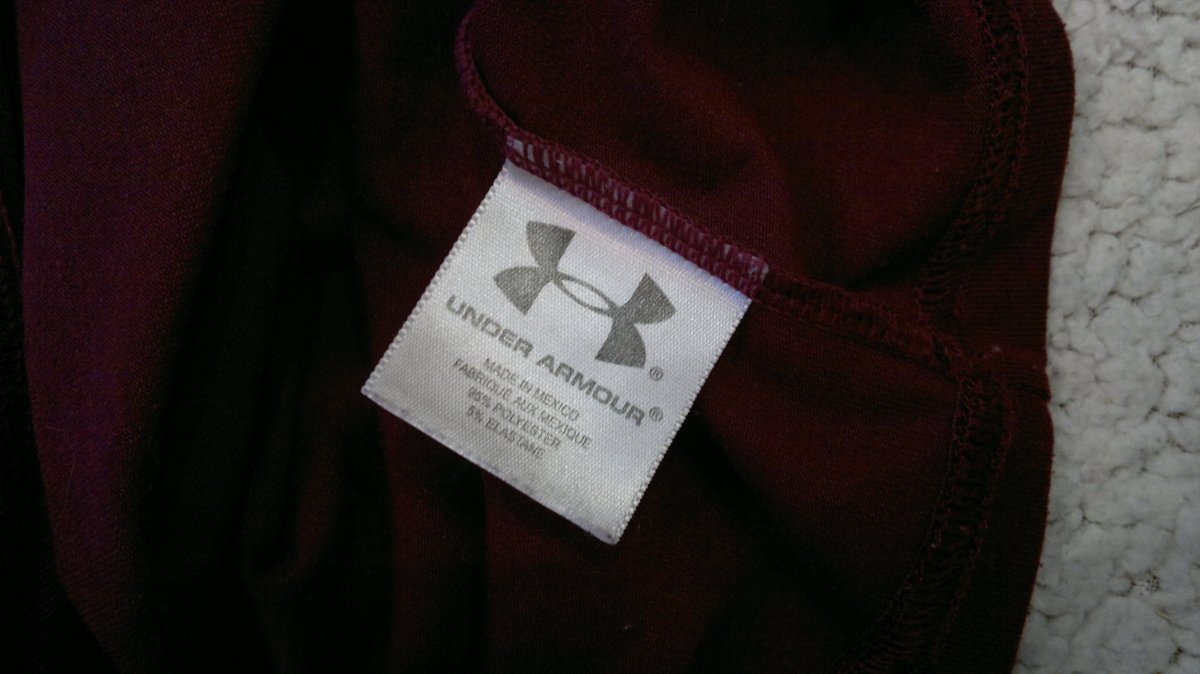 UNDER ARMOUR®
MADE IN MEXICO
FABRIQUE AUX MEXIQUE
95% POLYESTER
5% ELASTANE